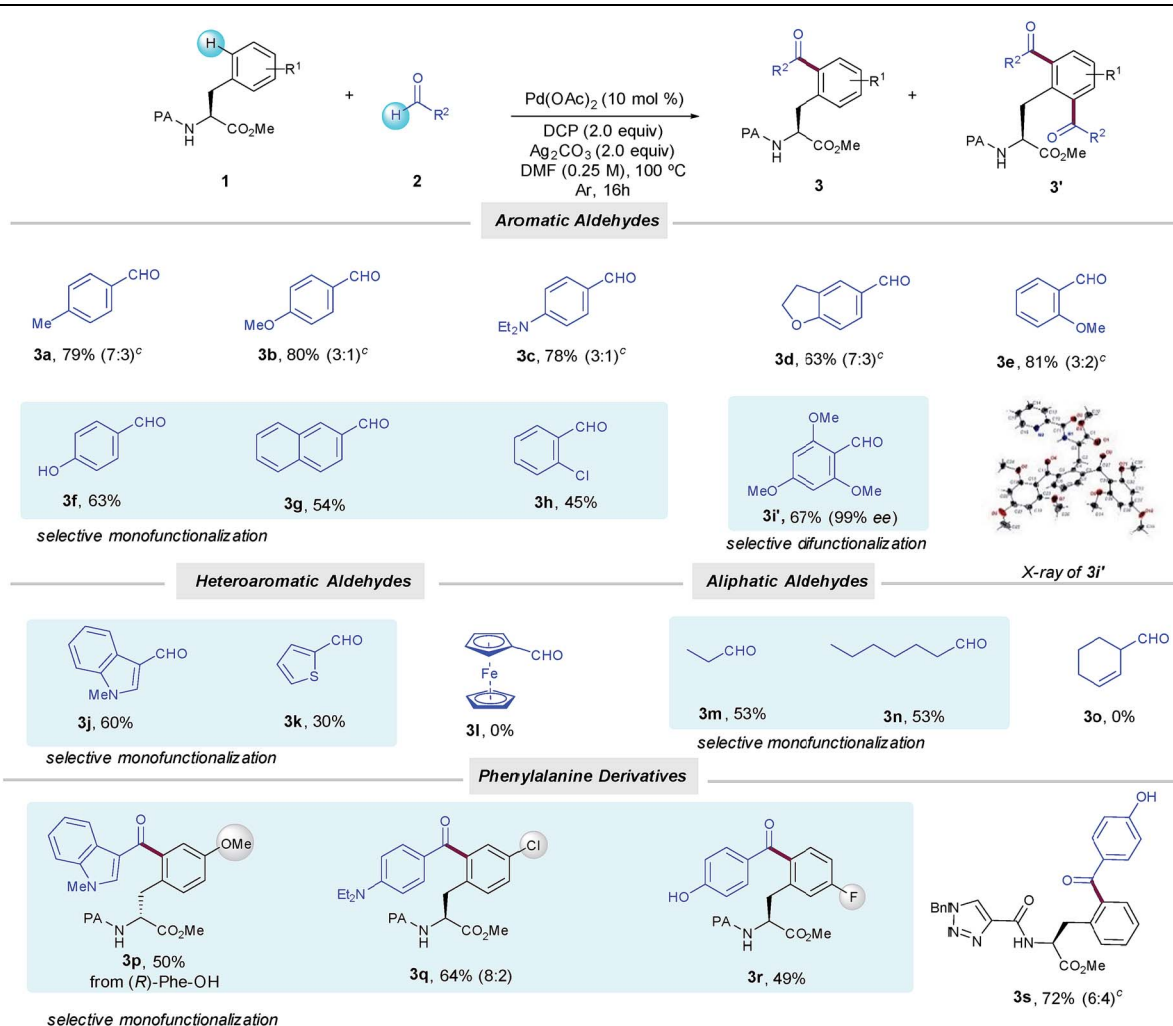 H
R¹
PA
N
H
CO₂Me
1
+
H
O
R²
2
Pd(OAc)₂ (10 mol %)
DCP (2.0 equiv)
Ag₂CO₃ (2.0 equiv)
DMF (0.25 M), 100 ºC
Ar, 16h
O
R²
R¹
PA
N
H
CO₂Me
3
+
O
R²
R¹
O
R²
PA
N
H
CO₂Me
3'
Aromatic Aldehydes
CHO
Me
3a, 79% (7:3)ᶜ
CHO
MeO
3b, 80% (3:1)ᶜ
CHO
Et₂N
3c, 78% (3:1)ᶜ
CHO
O
3d, 63% (7:3)ᶜ
CHO
OMe
3e, 81% (3:2)ᶜ
CHO
HO
3f, 63%
CHO
3g, 54%
CHO
Cl
3h, 45%
selective monofunctionalization
OMe
CHO
MeO
OMe
3i', 67% (99% ee)
selective difunctionalization
X-ray of 3i'
Heteroaromatic Aldehydes
Aliphatic Aldehydes
CHO
MeN
3j, 60%
CHO
S
3k, 30%
selective monofunctionalization
CHO
Fe
3l, 0%
CHO
3m, 53%
CHO
3n, 53%
selective monofunctionalization
CHO
3o, 0%
Phenylalanine Derivatives
O
OMe
MeN
PA
N
H
CO₂Me
3p, 50%
from (R)-Phe-OH
O
Cl
Et₂N
PA
N
H
CO₂Me
3q, 64% (8:2)
O
HO
F
PA
N
H
CO₂Me
3r, 49%
OH
O
BnN
N
N
O
HN
CO₂Me
3s, 72% (6:4)ᶜ
selective monofunctionalization